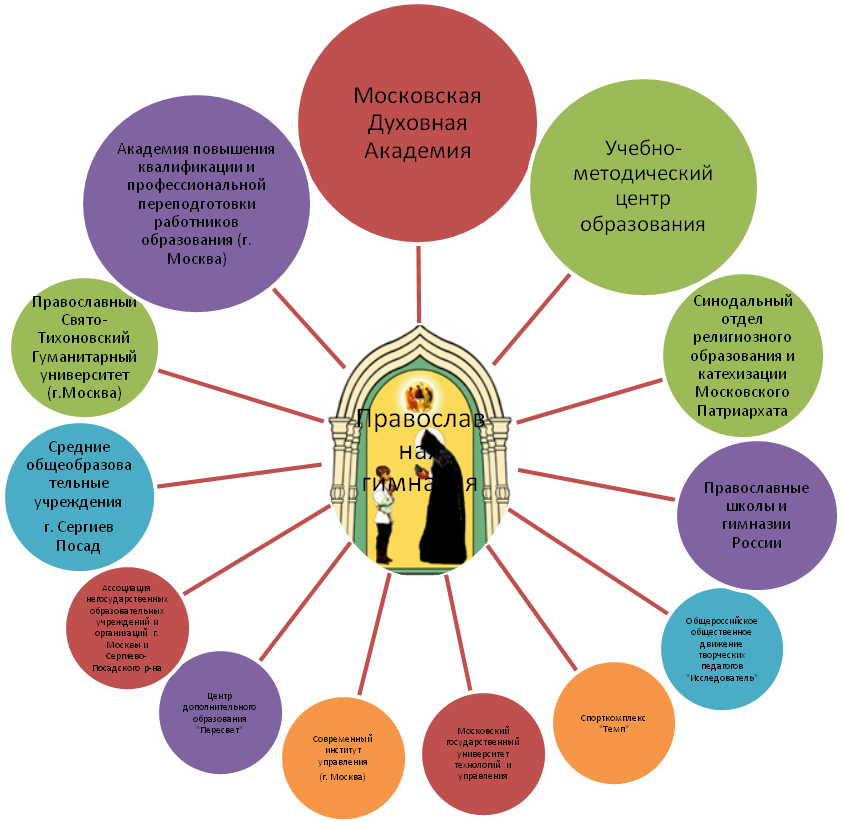 Московская
Духовная
Академия
Учебно-
методический
центр
образования
Синодальный
отдел
религиозного
образования и
катехизации
Московского
Патриархата
Православные
школы и
гимназии
России
Общероссийское
общественное
движение
творческих
педагогов
"Исследователь"
Спорткомплекс
"Темп"
Московский
государственный
университет
технологий и
управления
Современный
институт
управления
(г. Москва)
Центр
дополнительного
образования
"Пересвет"
Ассоциация
негосударственных
образовательных
учреждений и
организаций г.
Москвы и
Сергиево-
Посадского р-на
Средние
общеобразова
тельные
учреждения
г. Сергиев
Посад
Православный
Свято-
Тихоновский
Гуманитарный
университет
(г.Москва)
Академия повышения
квалификации и
профессиональной
переподготовки
работников
образования (г.
Москва)
Православ
ная
гимназия